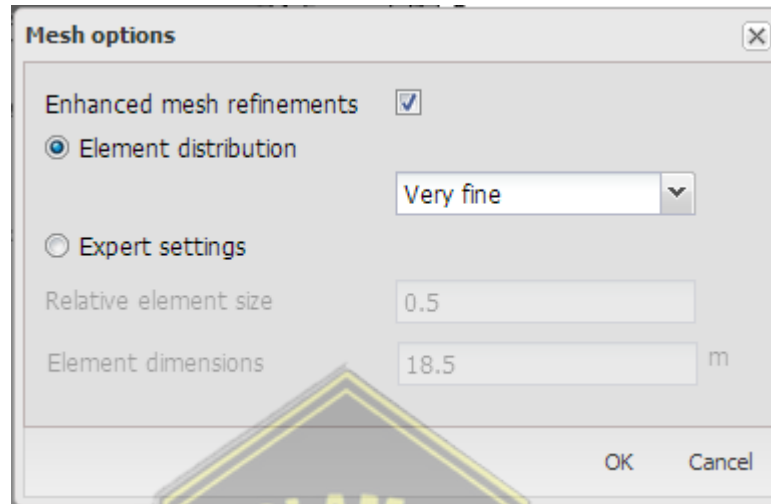 Mesh options
Enhanced mesh refinements
Element distribution
Very fine
Expert settings
Relative element size 0.5
Element dimensions 18.5 m
OK Cancel